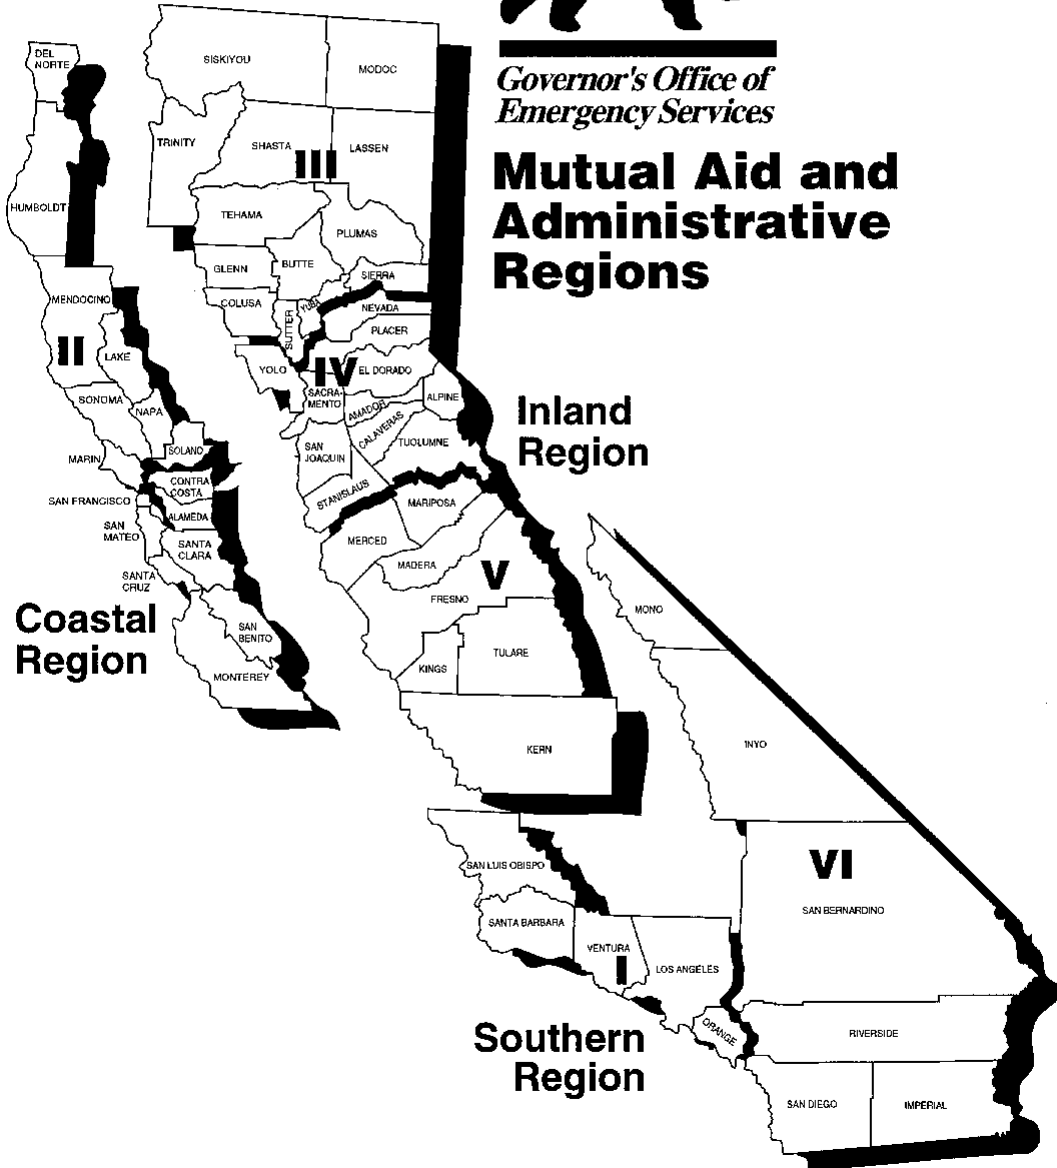 Governor's Office of
Emergency Services
Mutual Aid and
Administrative
Regions
DEL
NORTE
HUMBOLDT
MENDOCINO
II
LAKE
SONOMA
NAPA
MARIN
SOLANO
CONTRA
COSTA
SAN FRANCISCO
ALAMEDA
SAN
MATEO
SANTA
CLARA
SANTA
CRUZ
SAN
BENITO
MONTEREY
Coastal
Region
SISKIYOU
MODOC
TRINITY
SHASTA
III
LASSEN
TEHAMA
PLUMAS
GLENN
BUTTE
SIERRA
COLUSA
SUTTER
YUBA
NEVADA
PLACER
YOLO
IV
EL DORADO
SACRA-
MENTO
AMADOR
ALPINE
CALAVERAS
TUOLUMNE
SAN
JOAQUIN
STANISLAUS
MARIPOSA
MERCED
MADERA
V
FRESNO
KINGS
TULARE
KERN
Inland
Region
MONO
INYO
VI
SAN BERNARDINO
SAN LUIS OBISPO
SANTA BARBARA
VENTURA
I
LOS ANGELES
ORANGE
RIVERSIDE
SAN DIEGO
IMPERIAL
Southern
Region